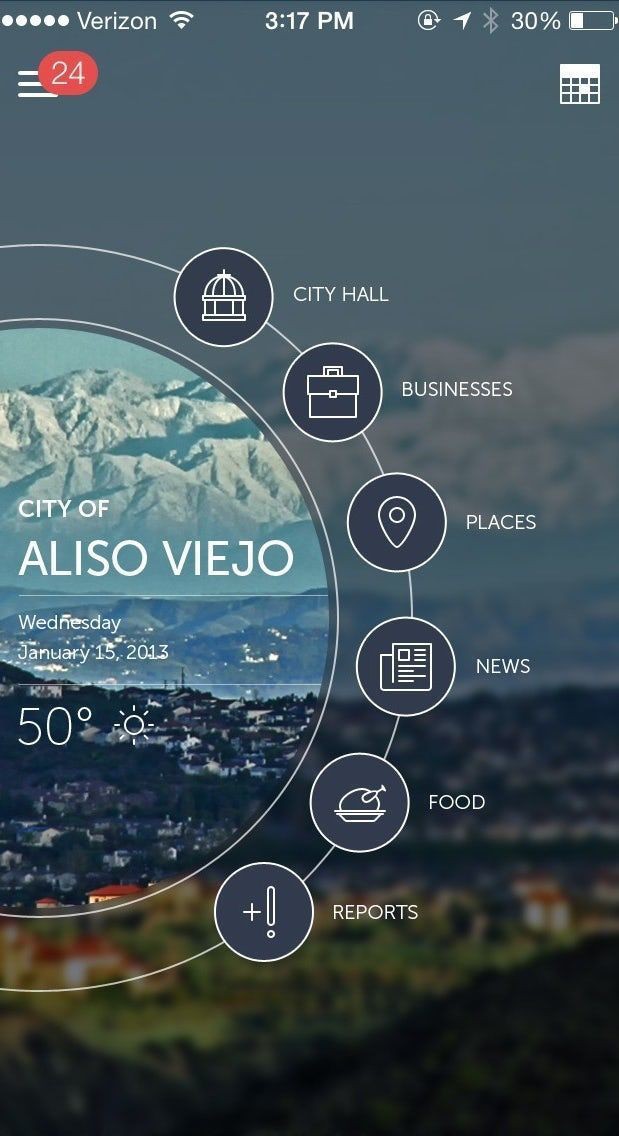 Verizon 3:17 PM 30%
24
CITY HALL
BUSINESSES
CITY OF
PLACES
ALISO VIEJO
Wednesday
January 15, 2013
NEWS
50°
FOOD
REPORTS